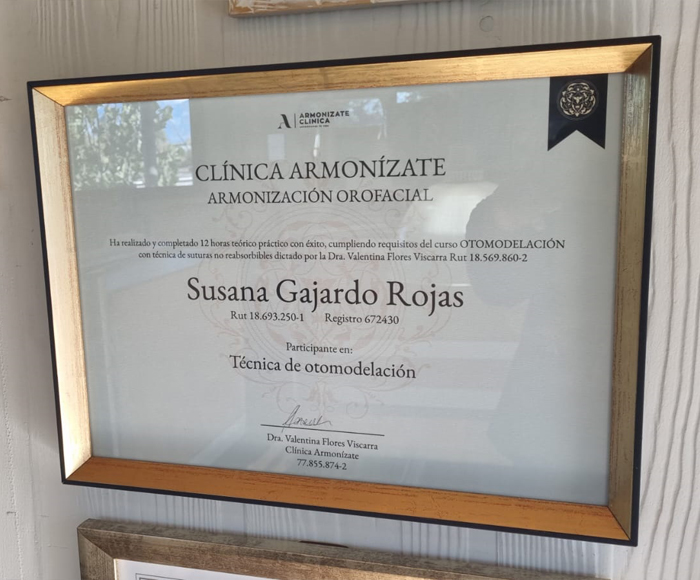 A ARMONIZATE
CLINICA
CLÍNICA ARMONÍZATE
ARMONIZACIÓN OROFACIAL
Ha realizado y completado 12 horas teórico práctico con éxito, cumpliendo requisitos del curso OTOMODELACIÓN
con técnica de suturas no reabsorbibles dictado por la Dra. Valentina Flores Viscarra Rut 18.569.860-2
Susana Gajardo Rojas
Rut 18.693.250-1 Registro 672430
Participante en:
Técnica de otomodelación
Dra. Valentina Flores Viscarra
Clínica Armonízate
77.855.874-2